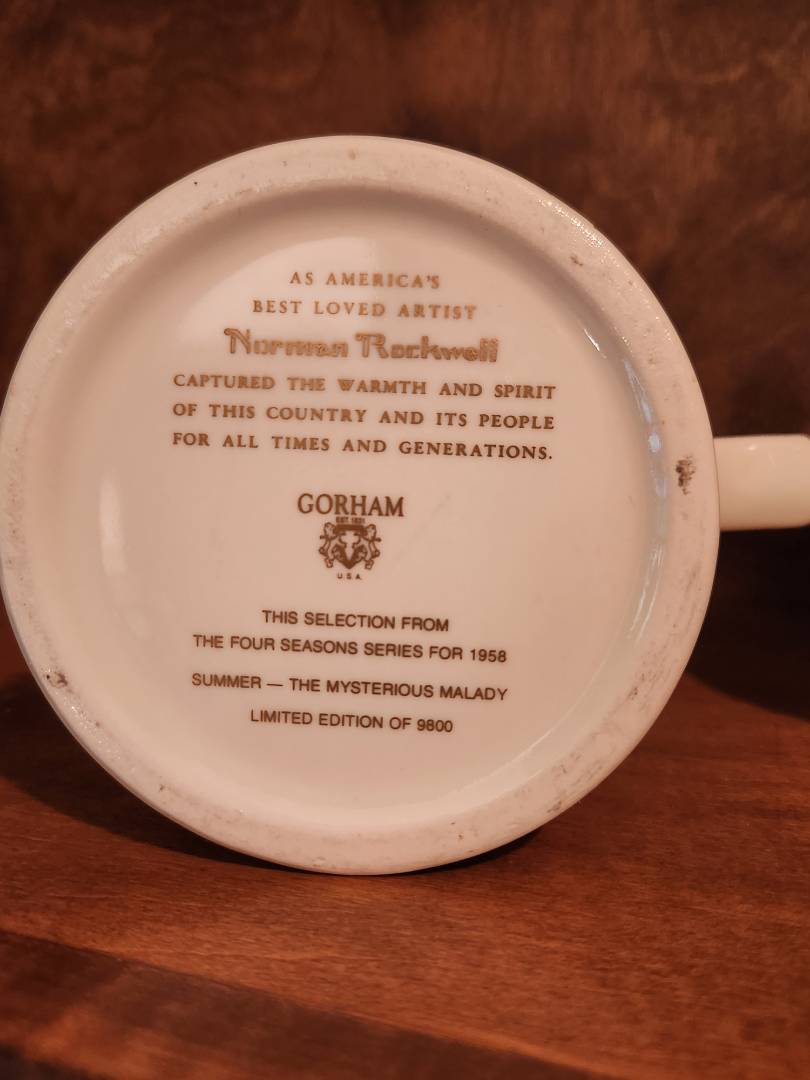 AS AMERICA'S
BEST LOVED ARTIST
Norman Rockwell
CAPTURED THE WARMTH AND SPIRIT
OF THIS COUNTRY AND ITS PEOPLE
FOR ALL TIMES AND GENERATIONS.
GORHAM
EST. 1831
U.S.A.
THIS SELECTION FROM
THE FOUR SEASONS SERIES FOR 1958
SUMMER — THE MYSTERIOUS MALADY
LIMITED EDITION OF 9800